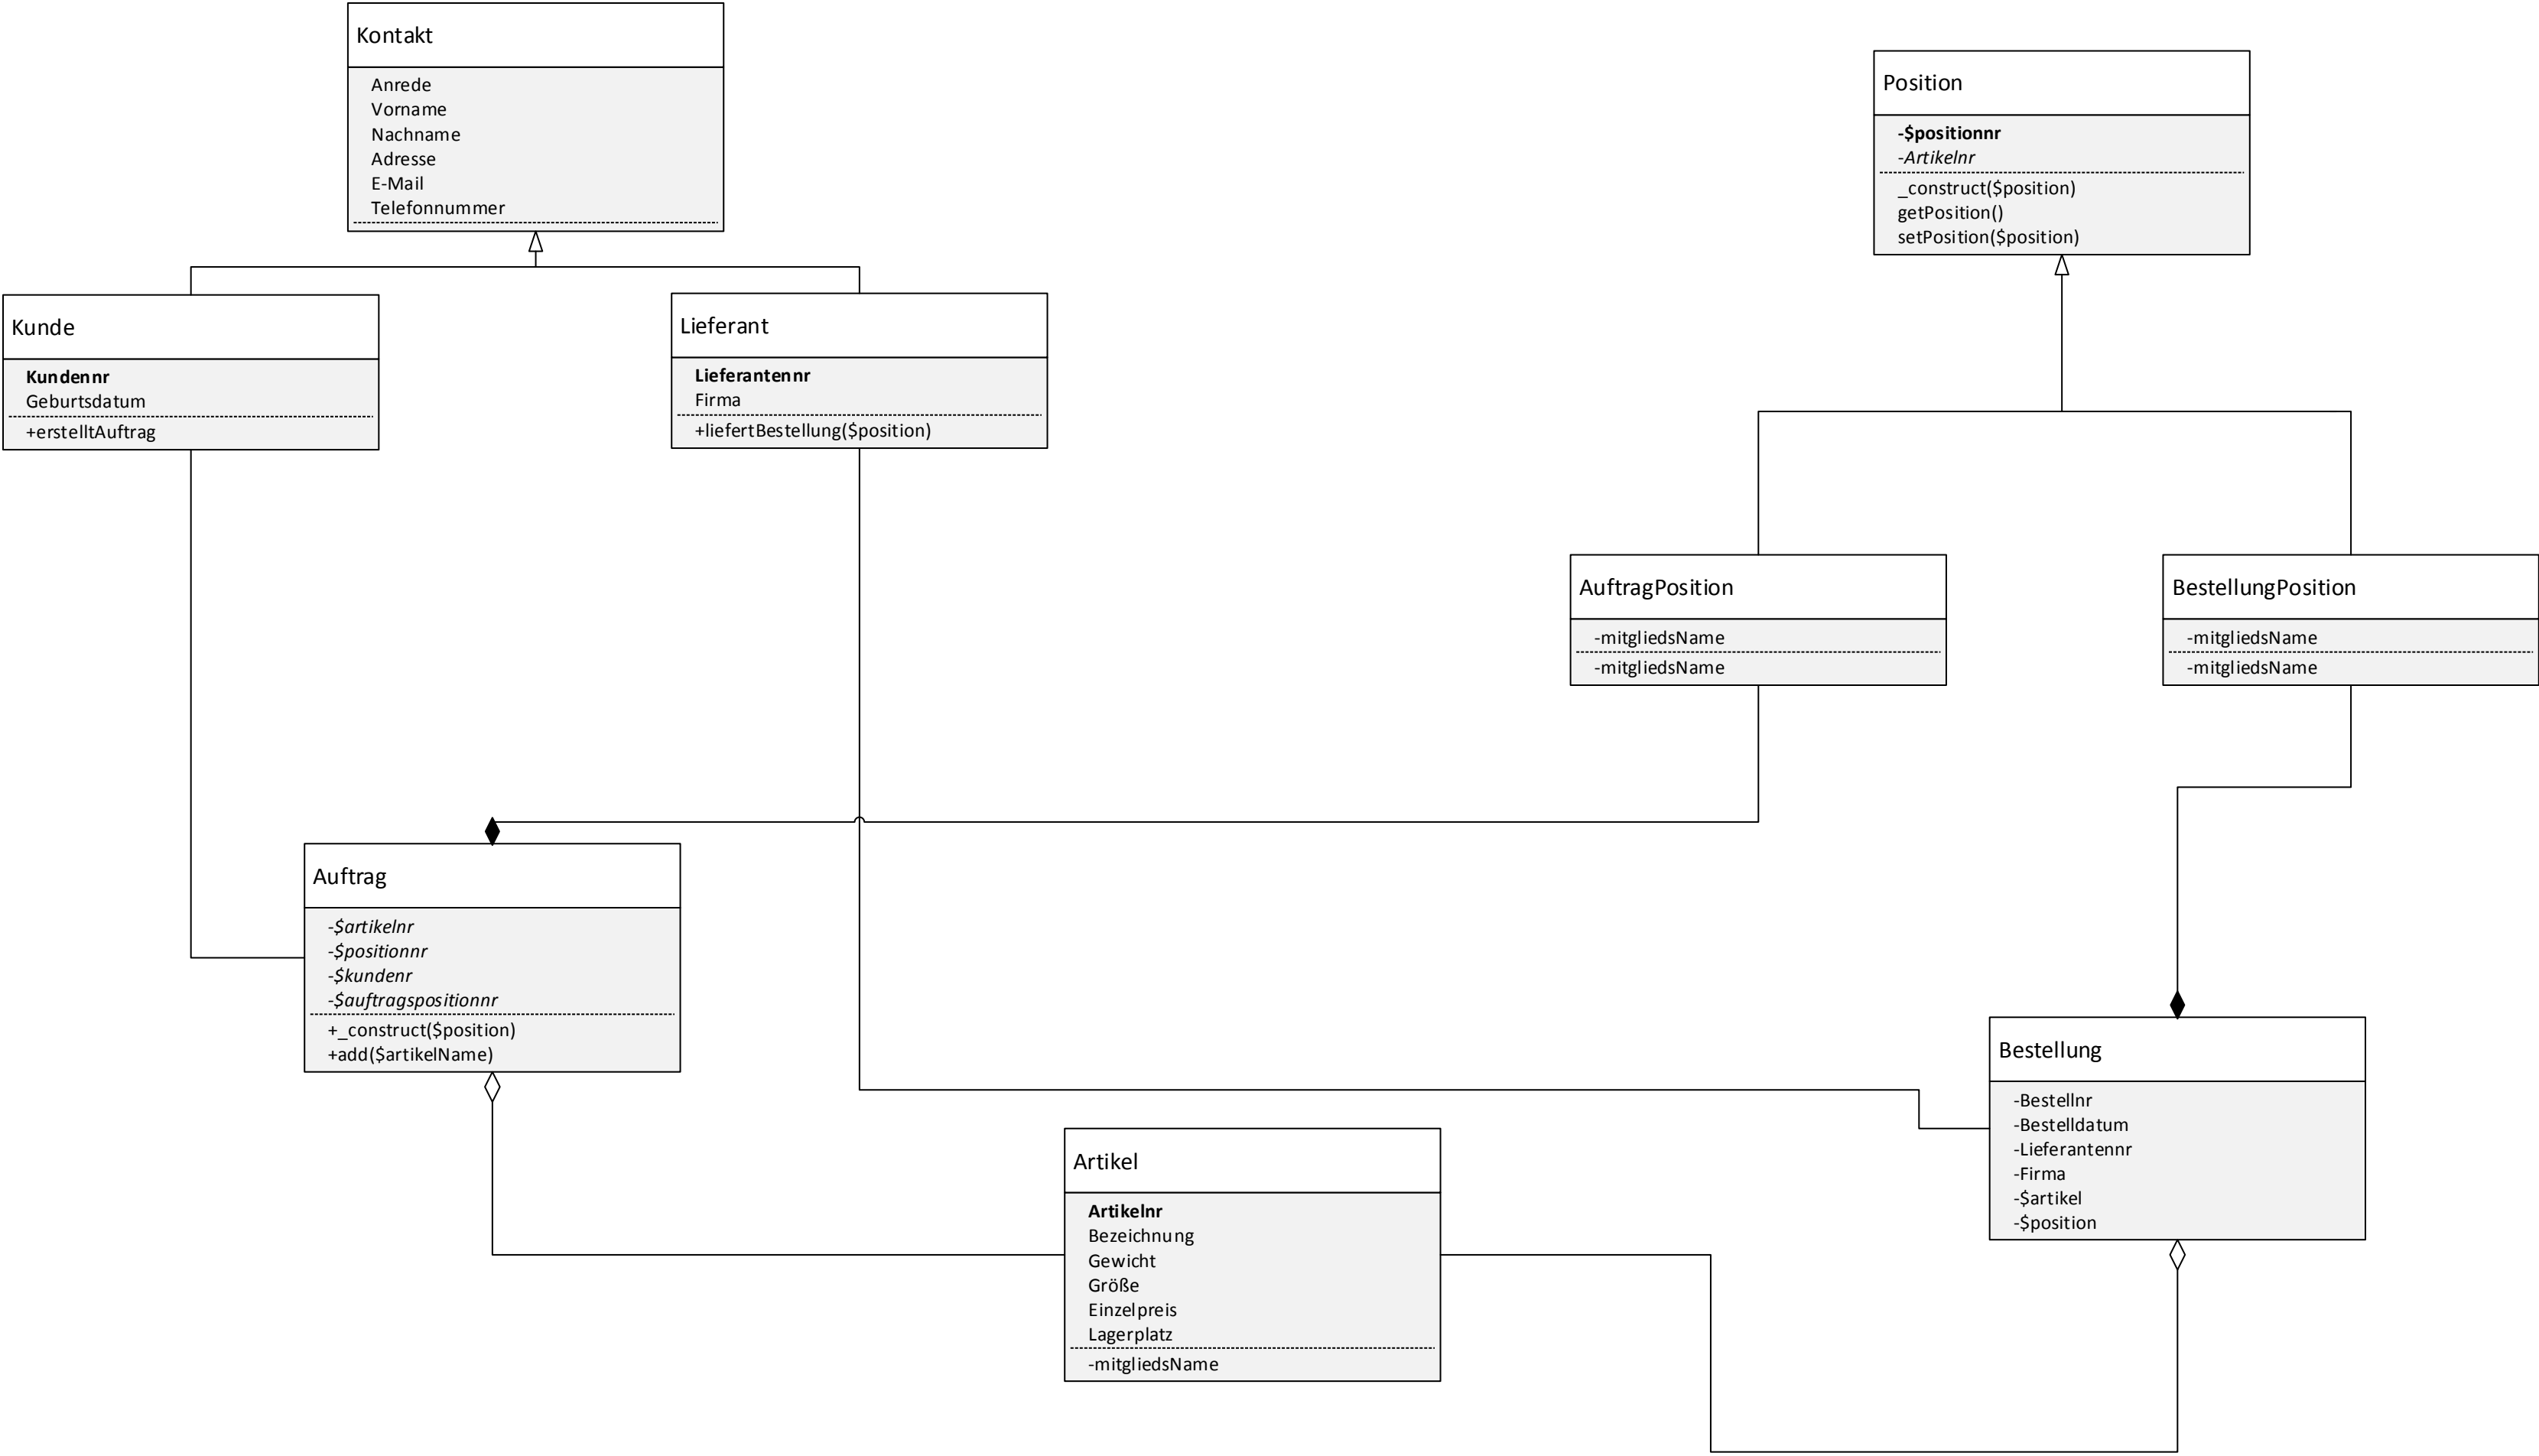 Kontakt
Anrede
Vorname
Nachname
Adresse
E-Mail
Telefonnummer
Position
-$positionnr
-Artikelnr
_construct($position)
getPosition()
setPosition($position)
Kunde
Kundennr
Geburtsdatum
+erstelltAuftrag
Lieferant
Lieferantennr
Firma
+liefertBestellung($position)
AuftragPosition
-mitgliedsName
-mitgliedsName
BestellungPosition
-mitgliedsName
-mitgliedsName
Auftrag
-$artikelnr
-$positionnr
-$kundenr
-$auftragspositionnr
+_construct($position)
+add($artikelName)
Bestellung
-Bestellnr
-Bestelldatum
-Lieferantennr
-Firma
-$artikel
-$position
Artikel
Artikelnr
Bezeichnung
Gewicht
Größe
Einzelpreis
Lagerplatz
-mitgliedsName